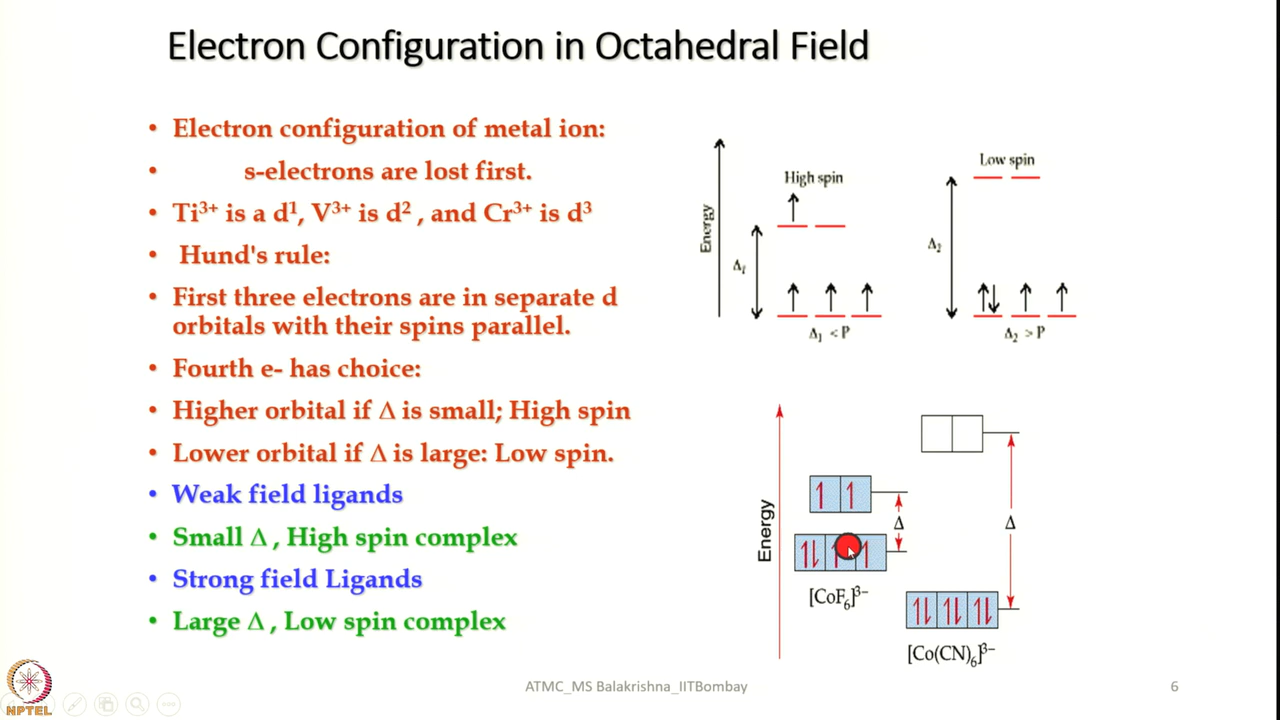 Electron Configuration in Octahedral Field
• Electron configuration of metal ion:
• s-electrons are lost first.
• Ti³⁺ is a d¹, V³⁺ is d² , and Cr³⁺ is d³
• Hund's rule:
• First three electrons are in separate d
orbitals with their spins parallel.
• Fourth e- has choice:
• Higher orbital if Δ is small; High spin
• Lower orbital if Δ is large: Low spin.
• Weak field ligands
• Small Δ , High spin complex
• Strong field Ligands
• Large Δ , Low spin complex
Energy
High spin
Δ₁
Δ₁ < P
Low spin
Δ₂
Δ₂ > P
Energy
Δ
[CoF₆]³⁻
Δ
[Co(CN)₆]³⁻
NPTEL
ATMC_MS Balakrishna_IITBombay
6